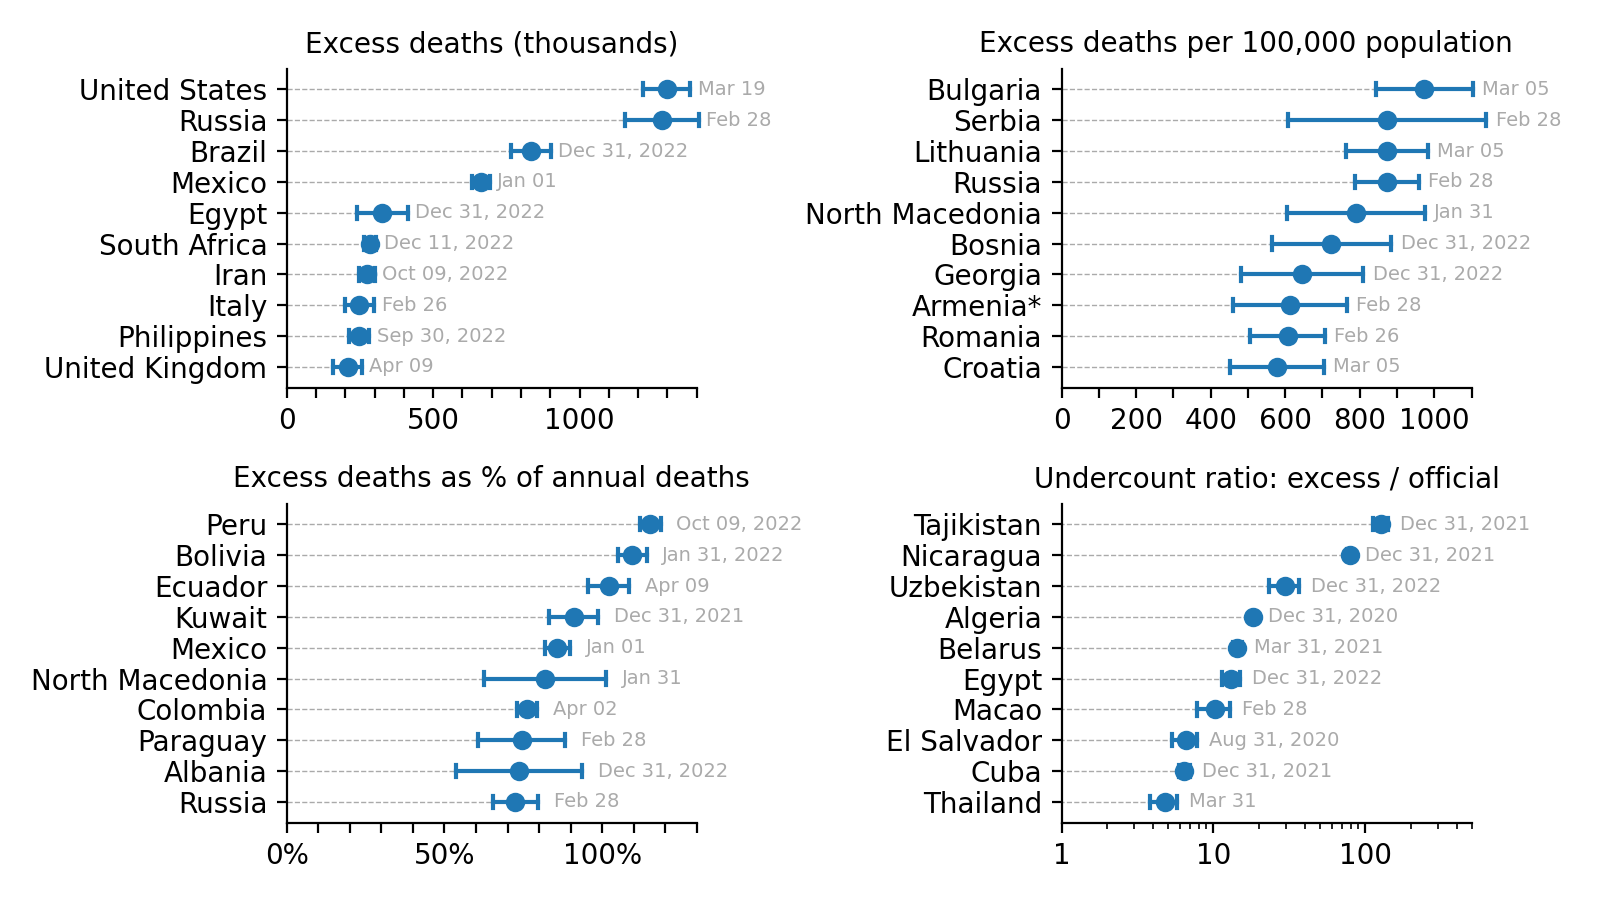 Excess deaths (thousands)
United States Mar 19
Russia Feb 28
Brazil Dec 31, 2022
Mexico Jan 01
Egypt Dec 31, 2022
South Africa Dec 11, 2022
Iran Oct 09, 2022
Italy Feb 26
Philippines Sep 30, 2022
United Kingdom Apr 09
0 500 1000
Excess deaths per 100,000 population
Bulgaria Mar 05
Serbia Feb 28
Lithuania Mar 05
Russia Feb 28
North Macedonia Jan 31
Bosnia Dec 31, 2022
Georgia Dec 31, 2022
Armenia* Feb 28
Romania Feb 26
Croatia Mar 05
0 200 400 600 800 1000
Excess deaths as % of annual deaths
Peru Oct 09, 2022
Bolivia Jan 31, 2022
Ecuador Apr 09
Kuwait Dec 31, 2021
Mexico Jan 01
North Macedonia Jan 31
Colombia Apr 02
Paraguay Feb 28
Albania Dec 31, 2022
Russia Feb 28
0% 50% 100%
Undercount ratio: excess / official
Tajikistan Dec 31, 2021
Nicaragua Dec 31, 2021
Uzbekistan Dec 31, 2022
Algeria Dec 31, 2020
Belarus Mar 31, 2021
Egypt Dec 31, 2022
Macao Feb 28
El Salvador Aug 31, 2020
Cuba Dec 31, 2021
Thailand Mar 31
1 10 100